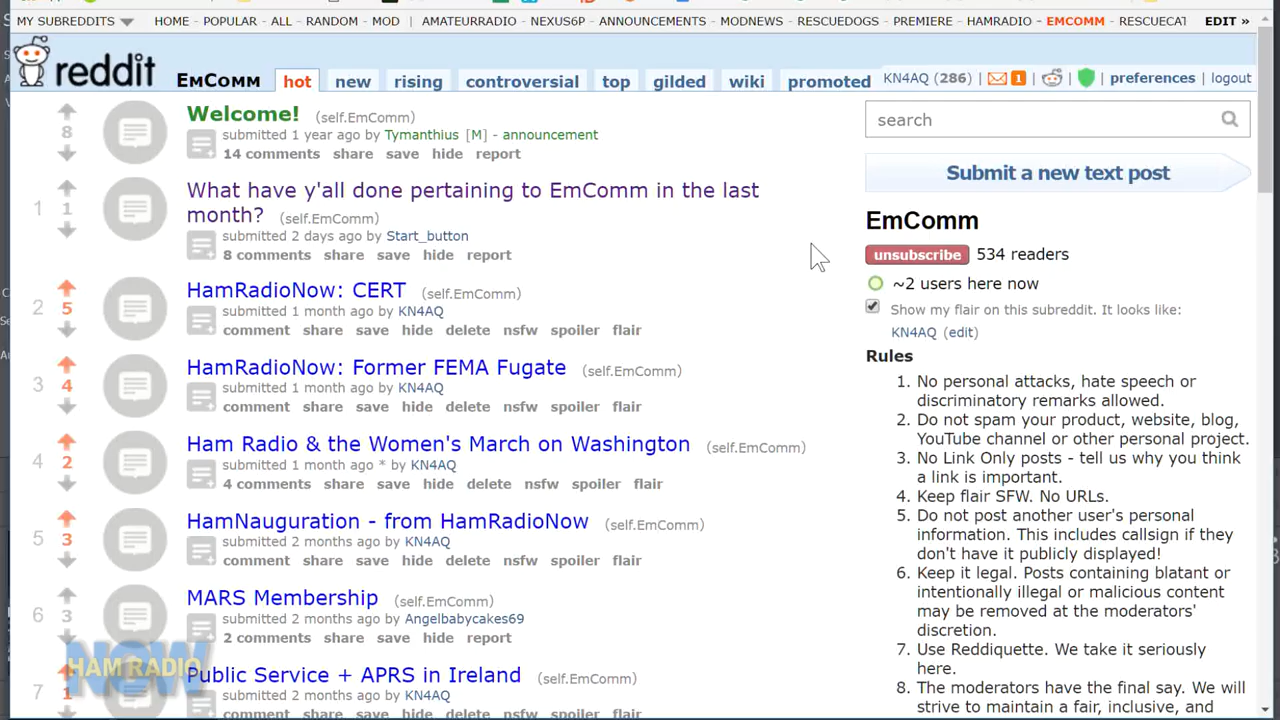 MY SUBREDDITS HOME - POPULAR - ALL - RANDOM - MOD | AMATEURRADIO - NEXUS6P - ANNOUNCEMENTS - MODNEWS - RESCUEDOGS - PREMIERE - HAMRADIO - EMCOMM - RESCUECAT EDIT »
reddit EMCOMM hot new rising controversial top gilded wiki promoted KN4AQ (286) | 1 | | | preferences | logout
Welcome! (self.EmComm)
8
submitted 1 year ago by Tymanthius [M] - announcement
14 comments share save hide report
What have y'all done pertaining to EmComm in the last
month? (self.EmComm)
1 1
submitted 2 days ago by Start_button
8 comments share save hide report
HamRadioNow: CERT (self.EmComm)
2 5
submitted 1 month ago by KN4AQ
comment share save hide delete nsfw spoiler flair
HamRadioNow: Former FEMA Fugate (self.EmComm)
3 4
submitted 1 month ago by KN4AQ
comment share save hide delete nsfw spoiler flair
Ham Radio & the Women's March on Washington (self.EmComm)
4 2
submitted 1 month ago * by KN4AQ
4 comments share save hide delete nsfw spoiler flair
HamNauguration - from HamRadioNow (self.EmComm)
5 3
submitted 2 months ago by KN4AQ
comment share save hide delete nsfw spoiler flair
MARS Membership (self.EmComm)
6 3
submitted 2 months ago by Angelbabycakes69
2 comments share save hide report
Public Service + APRS in Ireland (self.EmComm)
7 1
submitted 2 months ago by KN4AQ
comment share save hide delete nsfw spoiler flair
HAM RADIO
NOW
search
Submit a new text post
EmComm
unsubscribe 534 readers
~2 users here now
Show my flair on this subreddit. It looks like:
KN4AQ (edit)
Rules
1. No personal attacks, hate speech or
discriminatory remarks allowed.
2. Do not spam your product, website, blog,
YouTube channel or other personal project.
3. No Link Only posts - tell us why you think
a link is important.
4. Keep flair SFW. No URLs.
5. Do not post another user's personal
information. This includes callsign if they
don't have it publicly displayed!
6. Keep it legal. Posts containing blatant or
intentionally illegal or malicious content
may be removed at the moderators'
discretion.
7. Use Reddiquette. We take it seriously
here.
8. The moderators have the final say. We will
strive to maintain a fair, inclusive, and